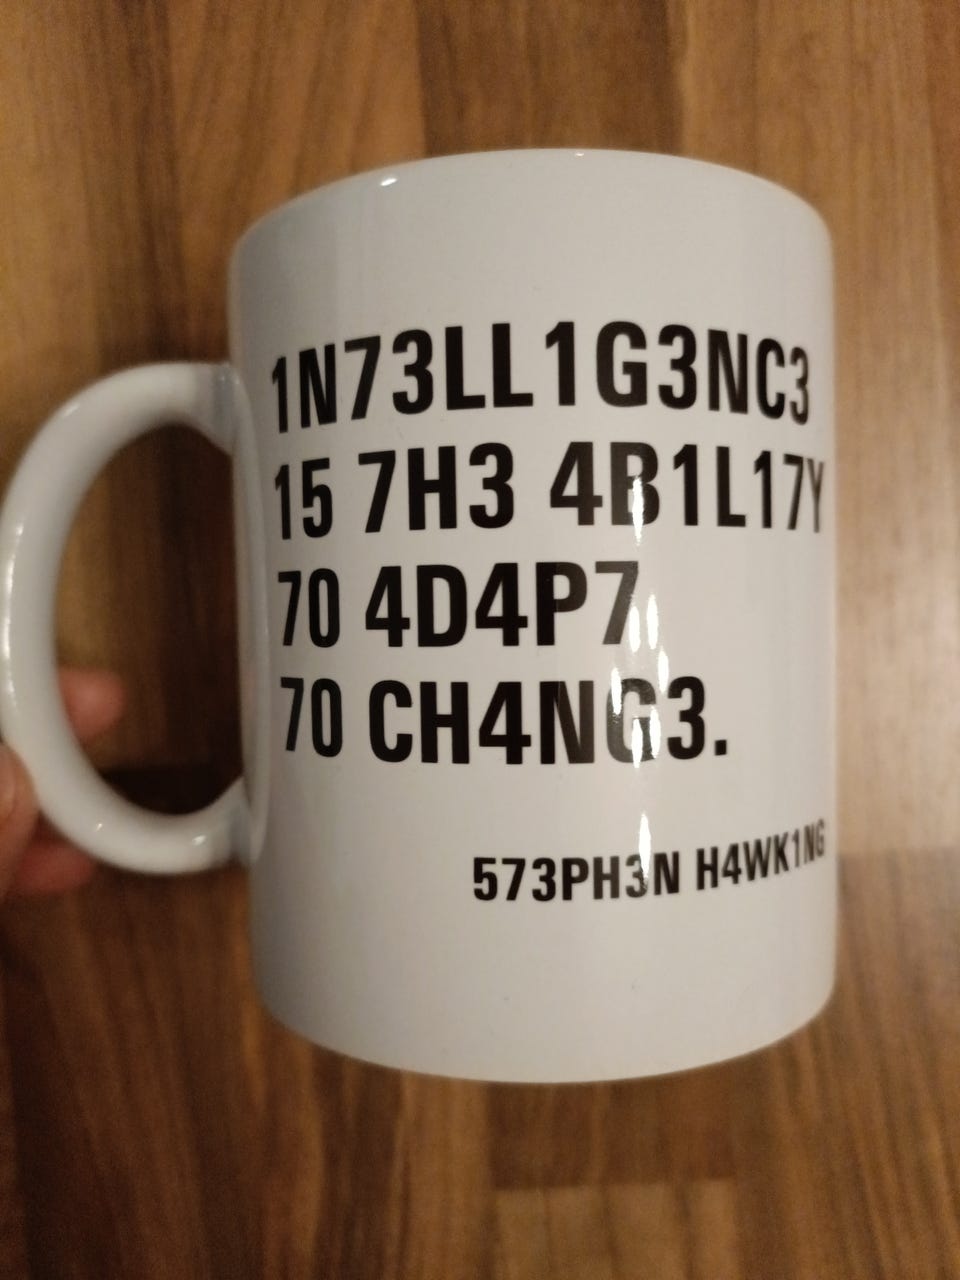 1N73LL1G3NC3
15 7H3 4B1L17Y
70 4D4P7
70 CH4NG3.
573PH3N H4WK1NG